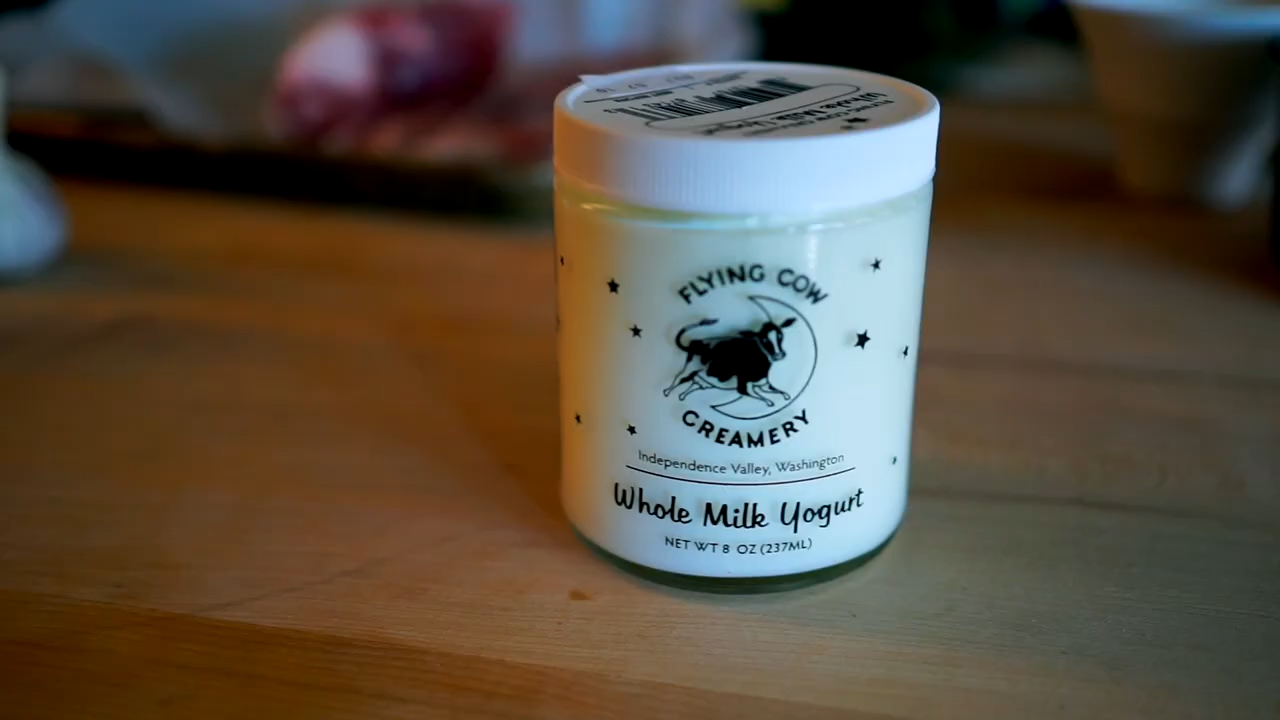 FLYING COW
CREAMERY
Independence Valley, Washington
Whole Milk Yogurt
NET WT 8 OZ (237ML)